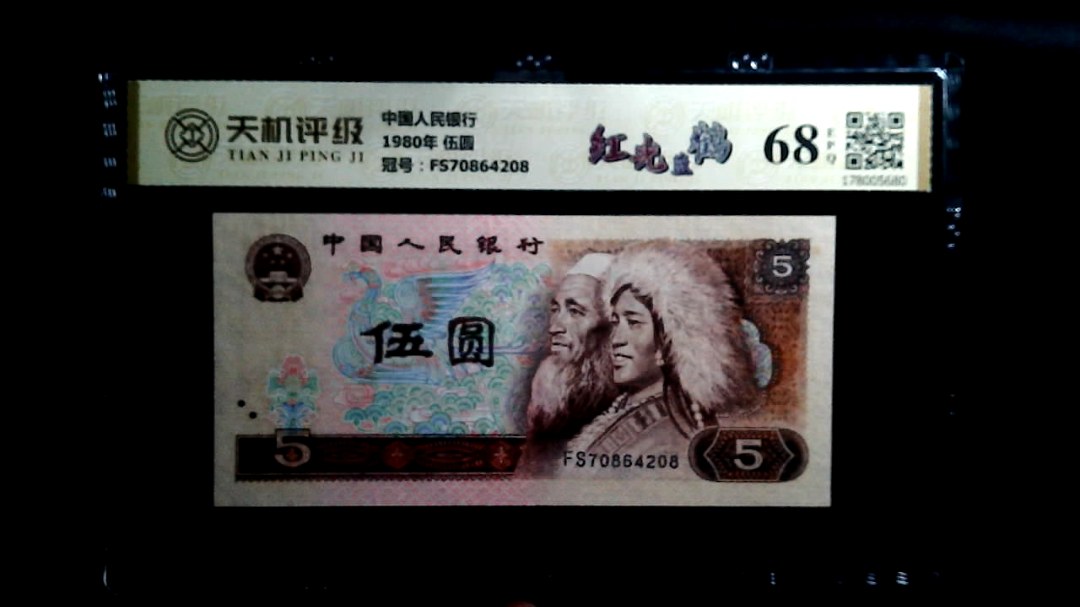 天机评级
TIAN JI PING JI
中国人民银行
1980年 伍圆
冠号：FS70864208
红光蓝鹤
68
EPQ
178005680
中国人民银行
5
伍圆
5
FS70864208
5